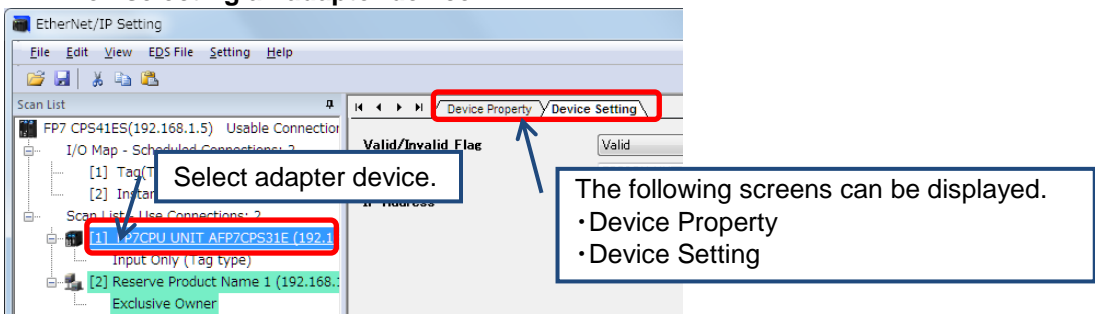 EtherNet/IP Setting
File Edit View EDS File Setting Help
Scan List
Device Property Device Setting
FP7 CPS41ES(192.168.1.5) Usable Connection
Valid/Invalid Flag Valid
I/O Map - Scheduled Connections: 2
[1] Tag(T
Select adapter device.
[2] Instan
IP Address
The following screens can be displayed.
・Device Property
・Device Setting
Scan List - Use Connections: 2
[1] FP7CPU UNIT AFP7CPS31E (192.1
Input Only (Tag type)
[2] Reserve Product Name 1 (192.168.
Exclusive Owner